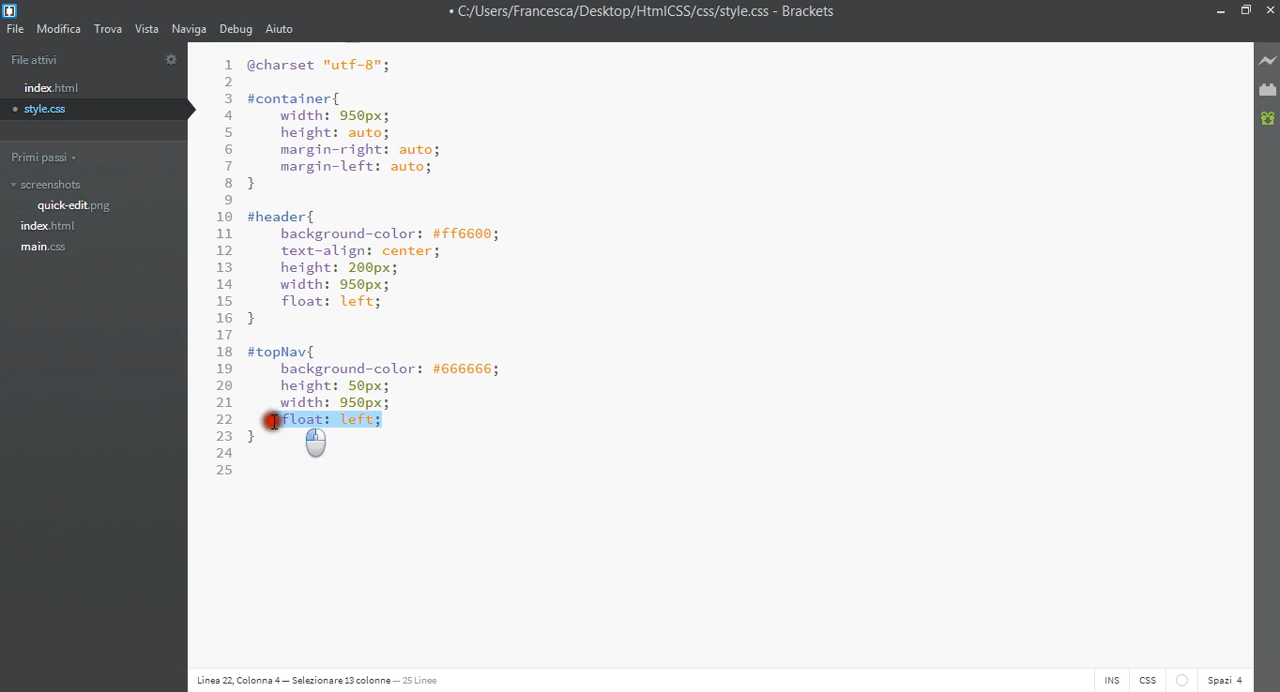 • C:/Users/Francesca/Desktop/HtmlCSS/css/style.css - Brackets
File Modifica Trova Vista Naviga Debug Aiuto
File attivi
index.html
• style.css
Primi passi
screenshots
quick-edit.png
index.html
main.css
1 @charset "utf-8";
2
3 #container{
4 width: 950px;
5 height: auto;
6 margin-right: auto;
7 margin-left: auto;
8 }
9
10 #header{
11 background-color: #ff6600;
12 text-align: center;
13 height: 200px;
14 width: 950px;
15 float: left;
16 }
17
18 #topNav{
19 background-color: #666666;
20 height: 50px;
21 width: 950px;
22 float: left;
23 }
24
25
Linea 22, Colonna 4 — Selezionare 13 colonne — 25 Linee
INS CSS Spazi 4